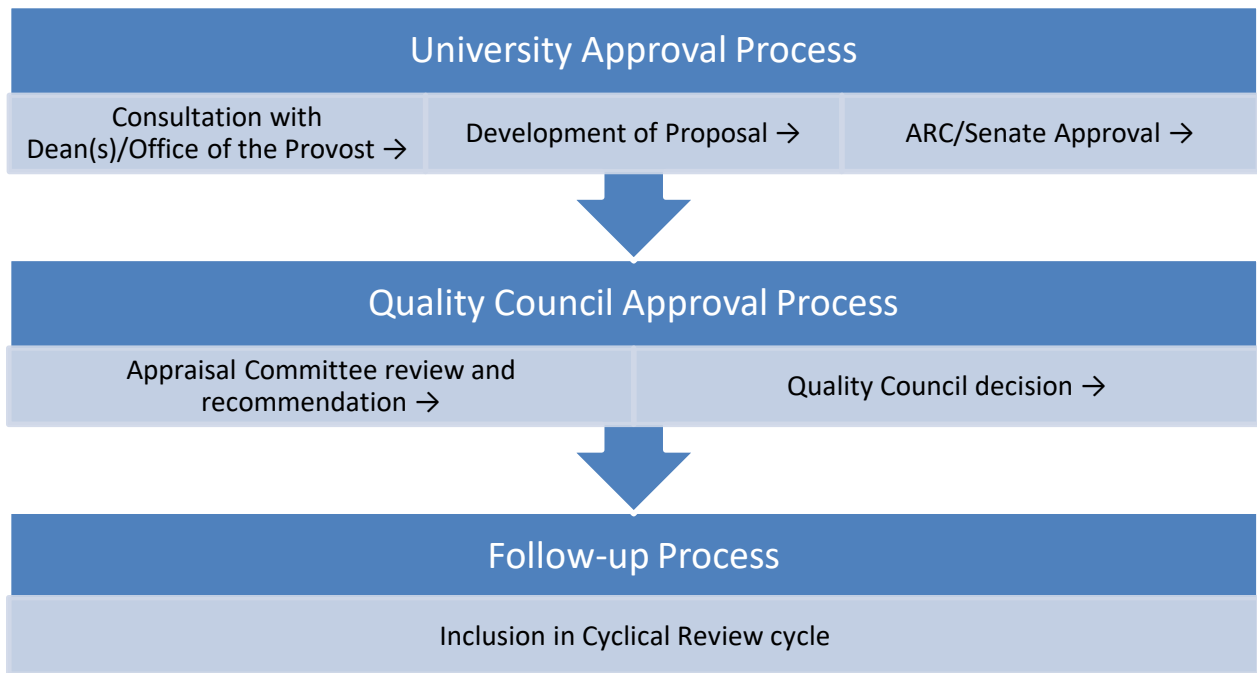 University Approval Process
Consultation with
Dean(s)/Office of the Provost →
Development of Proposal →
ARC/Senate Approval →
Quality Council Approval Process
Appraisal Committee review and
recommendation →
Quality Council decision →
Follow-up Process
Inclusion in Cyclical Review cycle